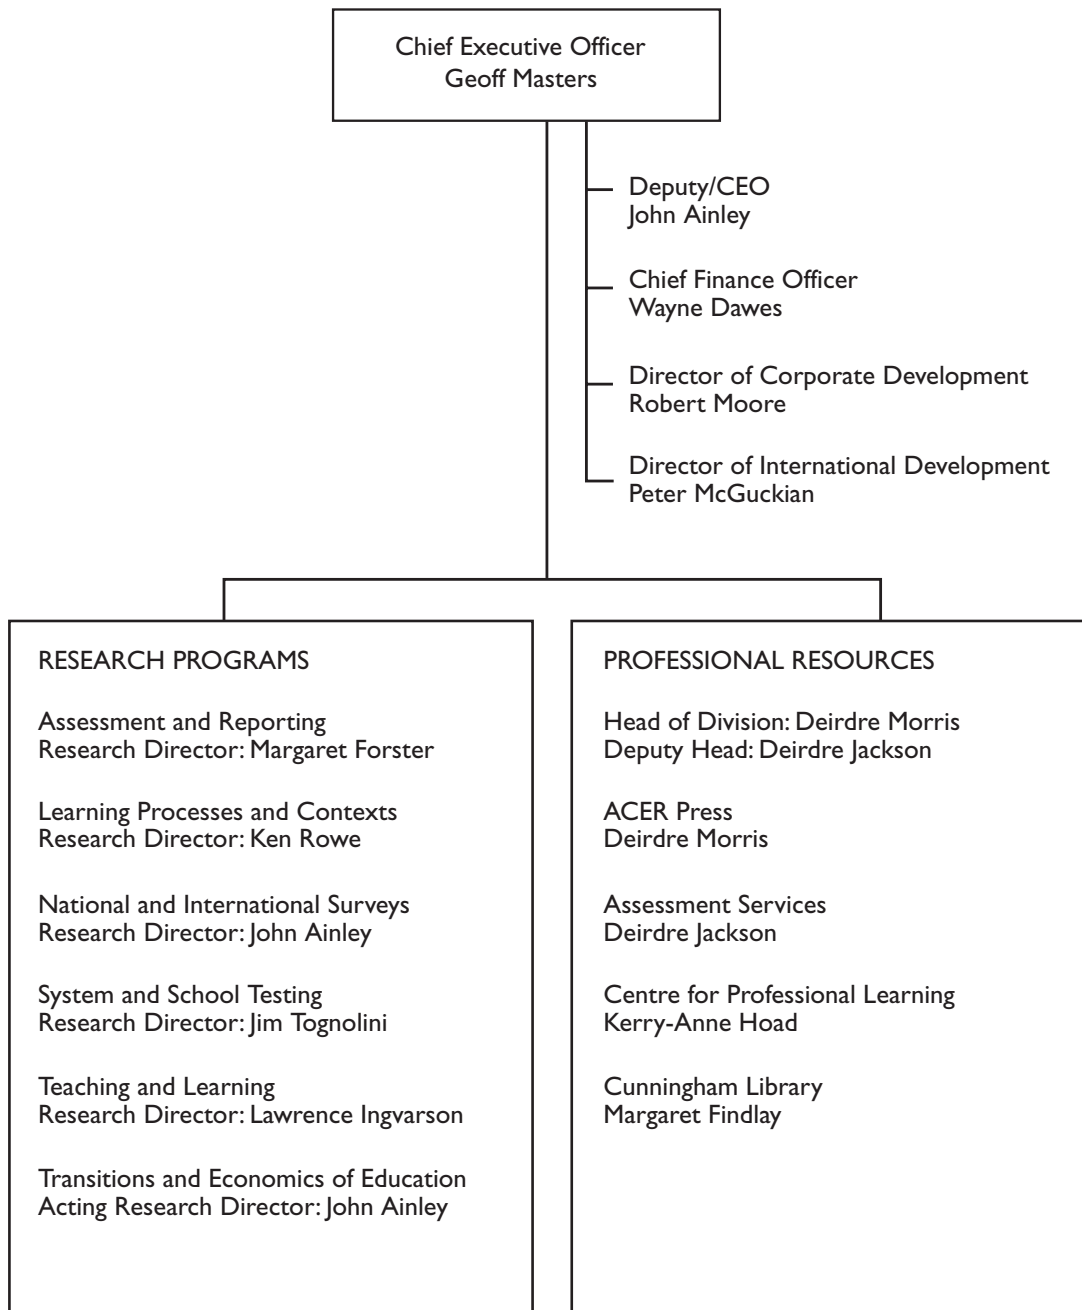 Chief Executive Officer
Geoff Masters
Deputy/CEO
John Ainley
Chief Finance Officer
Wayne Dawes
Director of Corporate Development
Robert Moore
Director of International Development
Peter McGuckian
RESEARCH PROGRAMS
Assessment and Reporting
Research Director: Margaret Forster
Learning Processes and Contexts
Research Director: Ken Rowe
National and International Surveys
Research Director: John Ainley
System and School Testing
Research Director: Jim Tognolini
Teaching and Learning
Research Director: Lawrence Ingvarson
Transitions and Economics of Education
Acting Research Director: John Ainley
PROFESSIONAL RESOURCES
Head of Division: Deirdre Morris
Deputy Head: Deirdre Jackson
ACER Press
Deirdre Morris
Assessment Services
Deirdre Jackson
Centre for Professional Learning
Kerry-Anne Hoad
Cunningham Library
Margaret Findlay